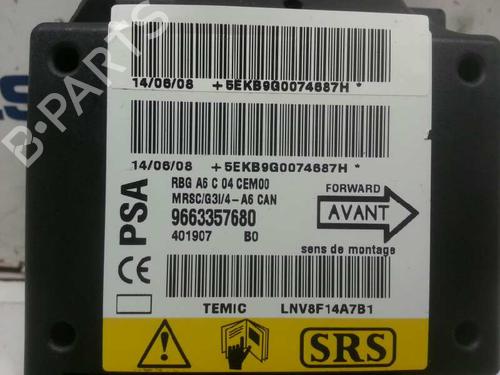 14/06/08 +5EKB9G0074687H *
14/06/08 +5EKB9G0074687H *
RBG A6 C 04 CEM00
MRSC/G3I/4-A6 CAN
9663357680
401907 B0
PSA
CE
FORWARD
AVANT
sens de montage
TEMIC LNV8F14A7B1
SRS
B-PARTS